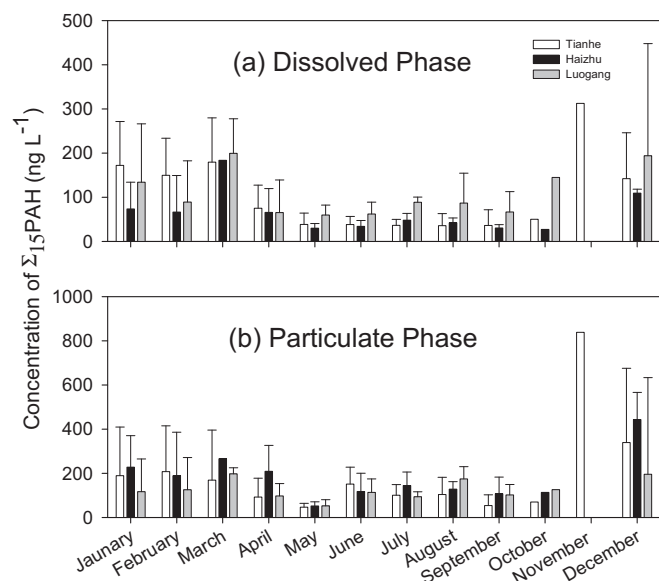 500
400
300
200
100
0
(a) Dissolved Phase
Tianhe
Haizhu
Luogang
Concentration of Σ15PAH (ng L-1)
1000
800
600
400
200
0
(b) Particulate Phase
Jaunary
February
March
April
May
June
July
August
September
October
November
December